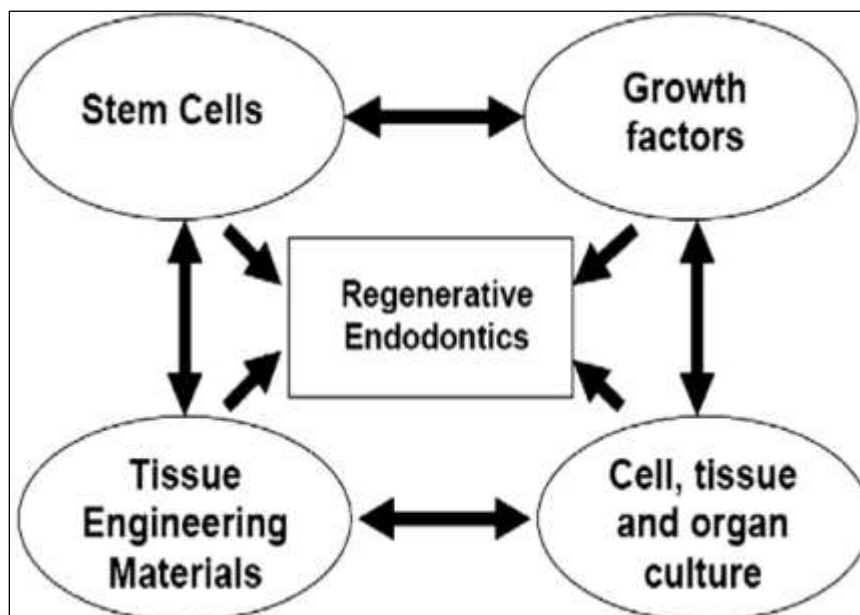 Stem Cells
Growth
factors
Regenerative
Endodontics
Tissue
Engineering
Materials
Cell, tissue
and organ
culture